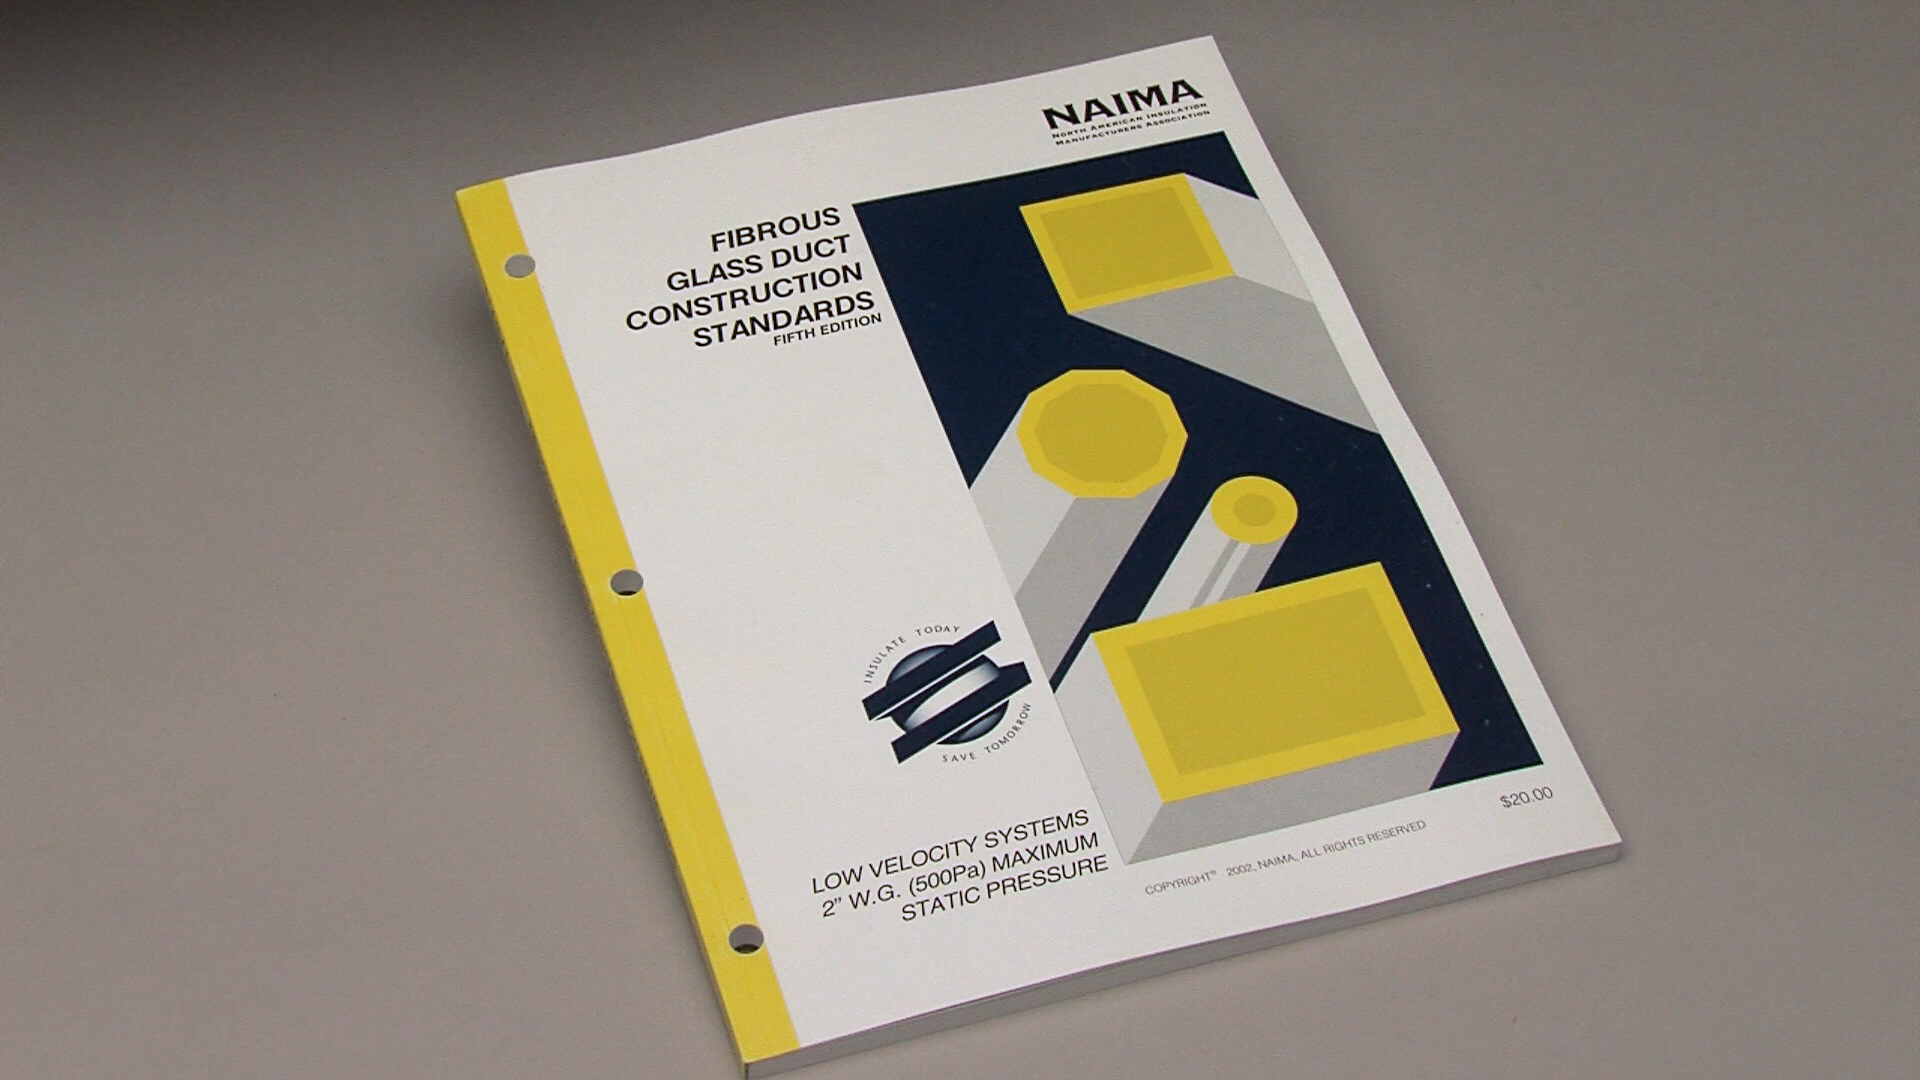 NAIMA
NORTH AMERICAN INSULATION
MANUFACTURERS ASSOCIATION
FIBROUS
GLASS DUCT
CONSTRUCTION
STANDARDS
FIFTH EDITION
INSULATE TODAY
SAVE TOMORROW
LOW VELOCITY SYSTEMS
2” W.G. (500Pa) MAXIMUM
STATIC PRESSURE
$20.00
COPYRIGHT® 2002, NAIMA, ALL RIGHTS RESERVED